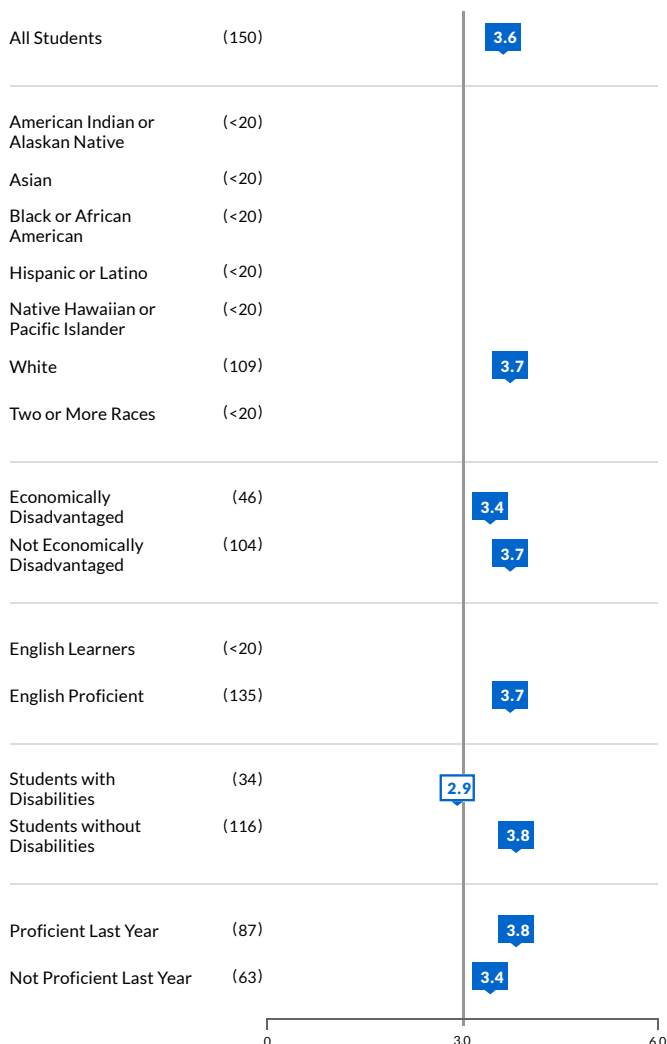 All Students (150) 3.6
American Indian or (<20)
Alaskan Native
Asian (<20)
Black or African (<20)
American
Hispanic or Latino (<20)
Native Hawaiian or (<20)
Pacific Islander
White (109) 3.7
Two or More Races (<20)
Economically (46) 3.4
Disadvantaged
Not Economically (104) 3.7
Disadvantaged
English Learners (<20)
English Proficient (135) 3.7
Students with (34) 2.9
Disabilities
Students without (116) 3.8
Disabilities
Proficient Last Year (87) 3.8
Not Proficient Last Year (63) 3.4
0 3.0 6.0